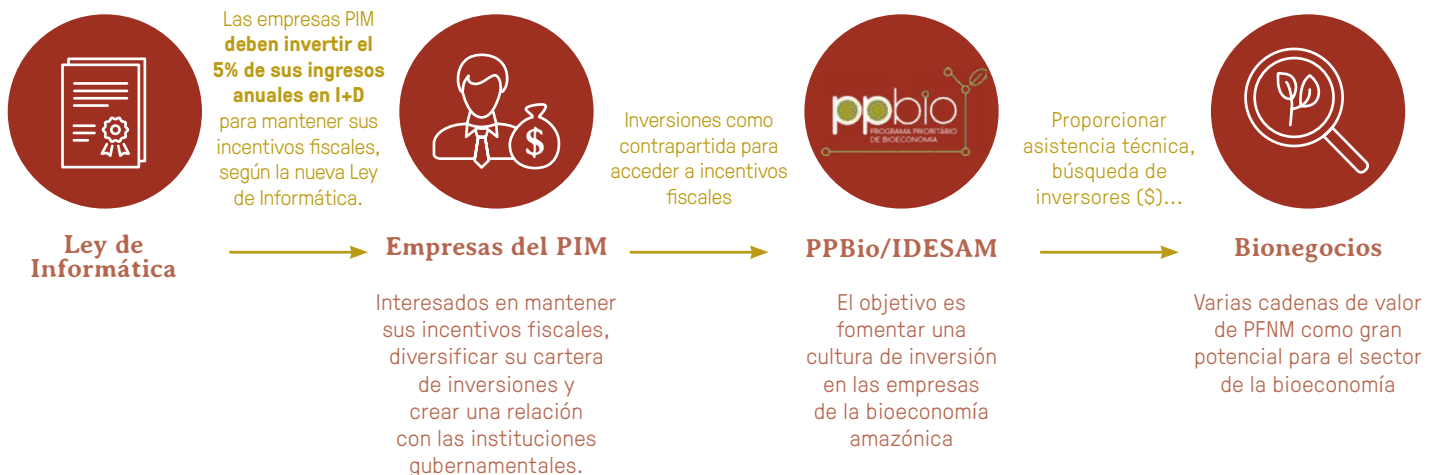 Las empresas PIM
deben invertir el
5% de sus ingresos
anuales en I+D
para mantener sus
incentivos fiscales,
según la nueva Ley
de Informática.
Ley de
Informática
$
Empresas del PIM
Interesados en mantener
sus incentivos fiscales,
diversificar su cartera
de inversiones y
crear una relación
con las instituciones
gubernamentales.
Inversiones como
contrapartida para
acceder a incentivos
fiscales
ppbio
PROGRAMA PRIORITÁRIO
DE BIOECONOMIA
PPBio/IDESAM
El objetivo es
fomentar una
cultura de inversión
en las empresas
de la bioeconomía
amazónica
Proporcionar
asistencia técnica,
búsqueda de
inversores ($)...
Bionegocios
Varias cadenas de valor
de PFNM como gran
potencial para el sector
de la bioeconomía